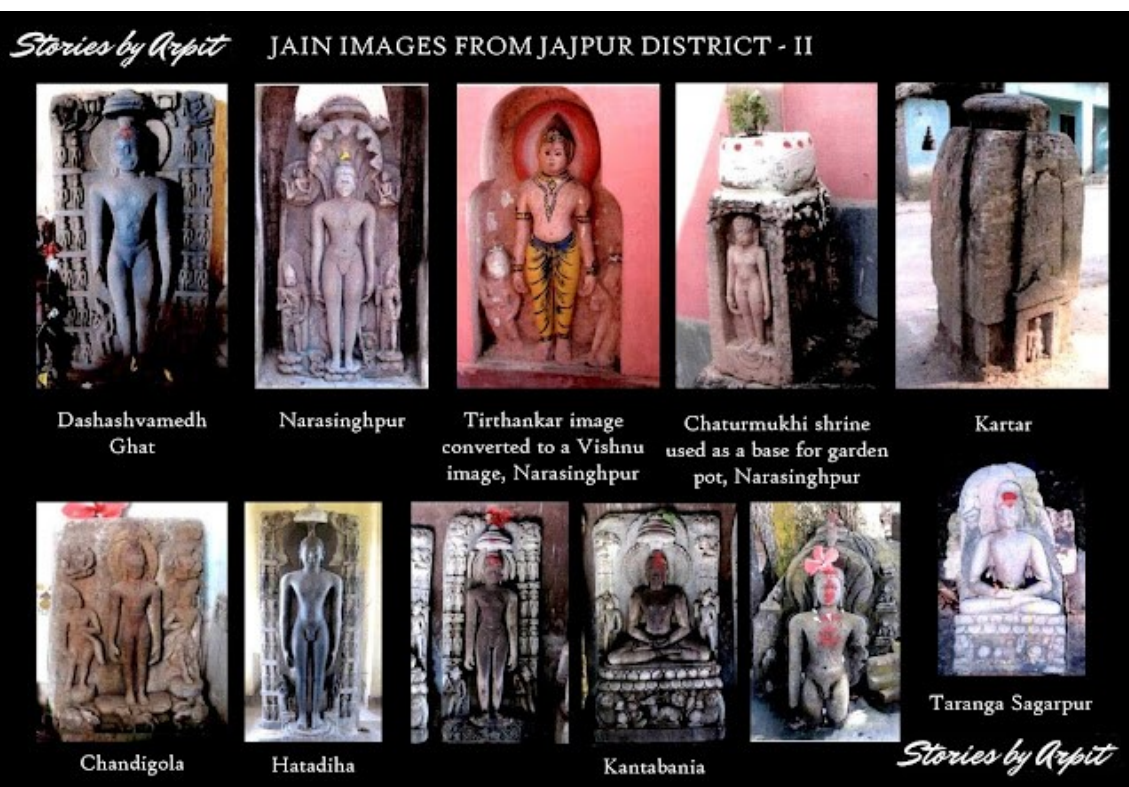 Stories by Arpit
JAIN IMAGES FROM JAJPUR DISTRICT - II
Dashashvamedh
Ghat
Narasinghpur
Tirthankar image
converted to a Vishnu
image, Narasinghpur
Chaturmukhi shrine
used as a base for garden
pot, Narasinghpur
Kartar
Chandigola
Hatadiha
Kantabania
Taranga Sagarpur
Stories by Arpit